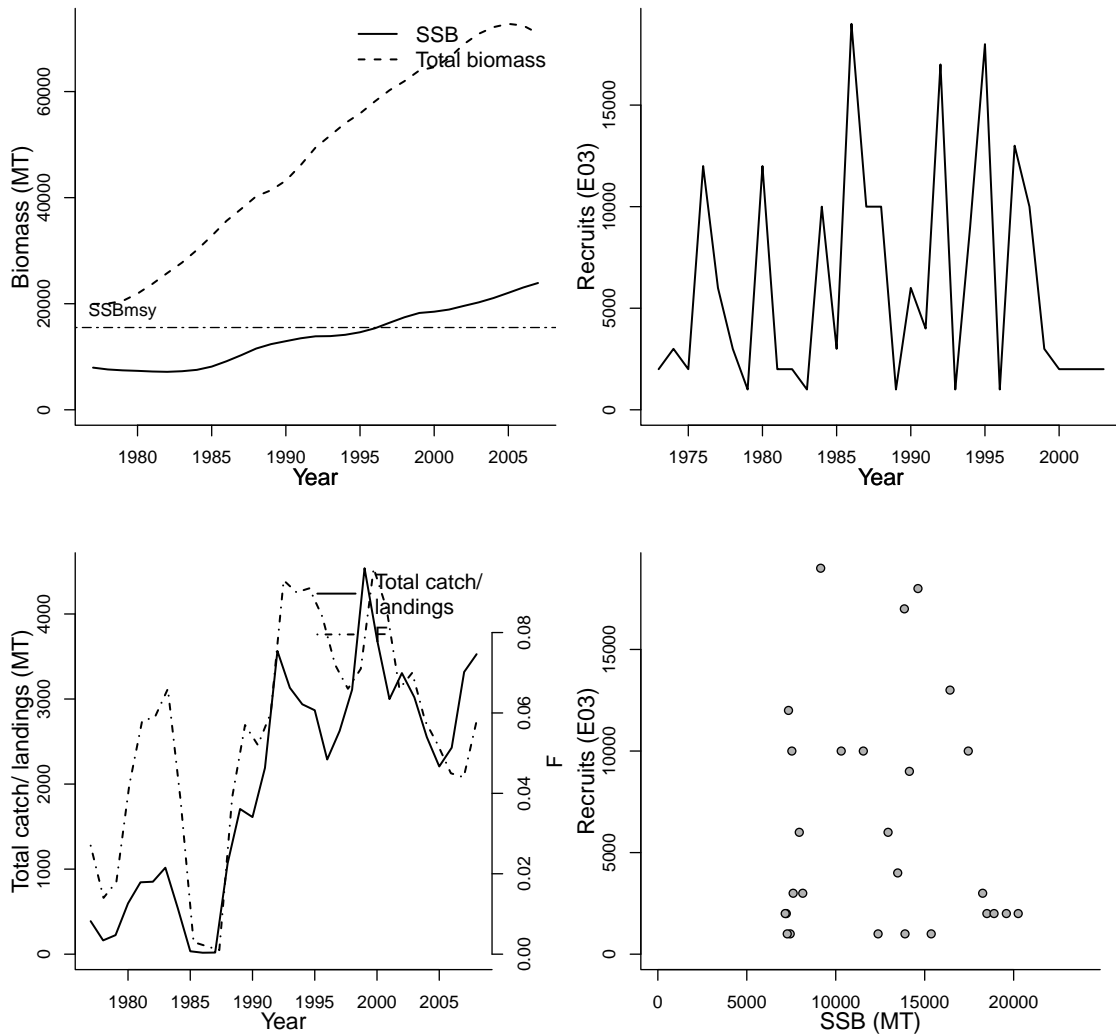 SSB
Total biomass
Biomass (MT)
0 20000 40000 60000
SSBmsy
1980 1985 1990 1995 2000 2005
Year
Recruits (E03)
0 5000 10000 15000
1975 1980 1985 1990 1995 2000
Year
Total catch/
landings
F
Total catch/ landings (MT)
0 1000 2000 3000 4000
F
0.00 0.02 0.04 0.06 0.08
1980 1985 1990 1995 2000 2005
Year
Recruits (E03)
0 5000 10000 15000
0 5000 10000 15000 20000
SSB (MT)